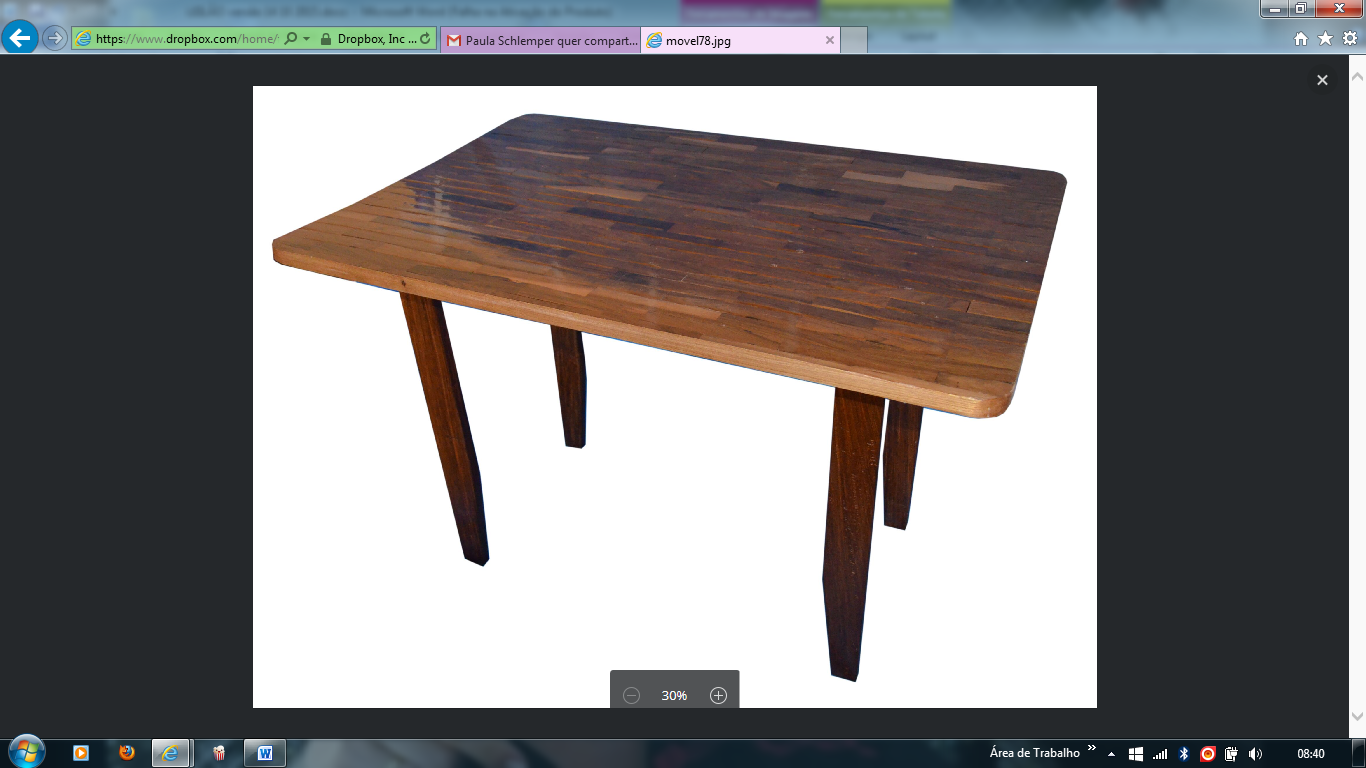 https://www.dropbox.com/home/
Dropbox, Inc ...
Paula Schlemper quer compart...
movel78.jpg
30%
Área de Trabalho
08:40